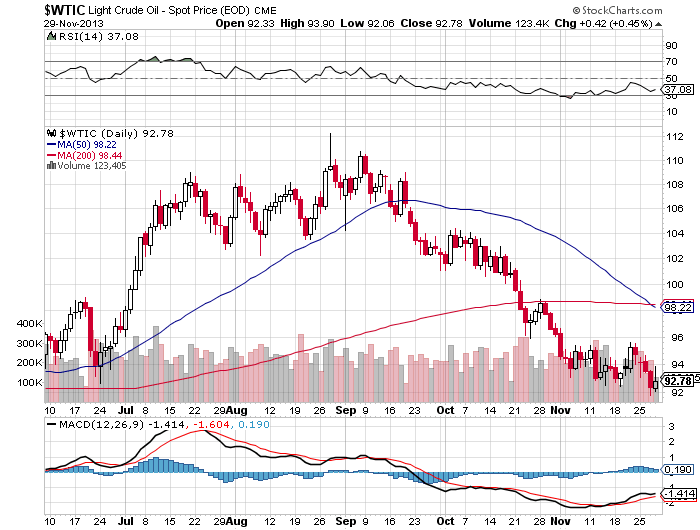 $WTIC Light Crude Oil - Spot Price (EOD) CME © StockCharts.com
29-Nov-2013 Open 92.33 High 93.90 Low 92.06 Close 92.78 Volume 123.4K Chg +0.42 (+0.45%)
RSI(14) 37.08
90
70
50
37.08
30
10
$WTIC (Daily) 92.78
MA(50) 98.22
MA(200) 98.44
Volume 123,405
112
110
108
106
104
102
100
98.22
96
94
92.78
92
400K
300K
200K
100K
10 17 24 Jul 8 15 22 Aug 5 12 19 26 Sep 9 16 23 Oct 7 14 21 28 Nov 11 18 25
MACD(12,26,9) -1.414, -1.604, 0.190
3
2
1
0.190
-1.414
-2
10 17 24 Jul 8 15 22 Aug 5 12 19 26 Sep 9 16 23 Oct 7 14 21 28 Nov 11 18 25